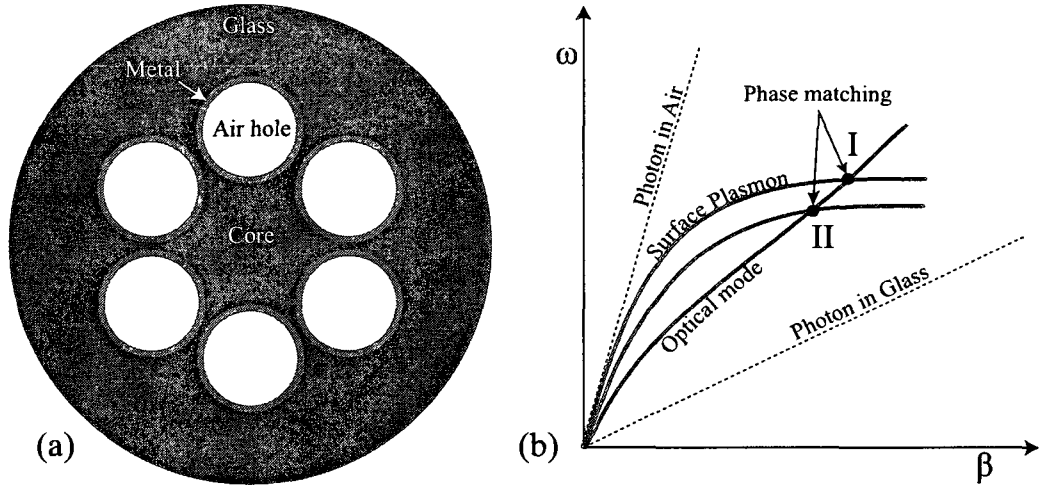 Glass
Metal
Air hole
Core
(a)
ω
Photon in Air
Phase matching
I
Surface Plasmon
II
Optical mode
Photon in Glass
(b)
β